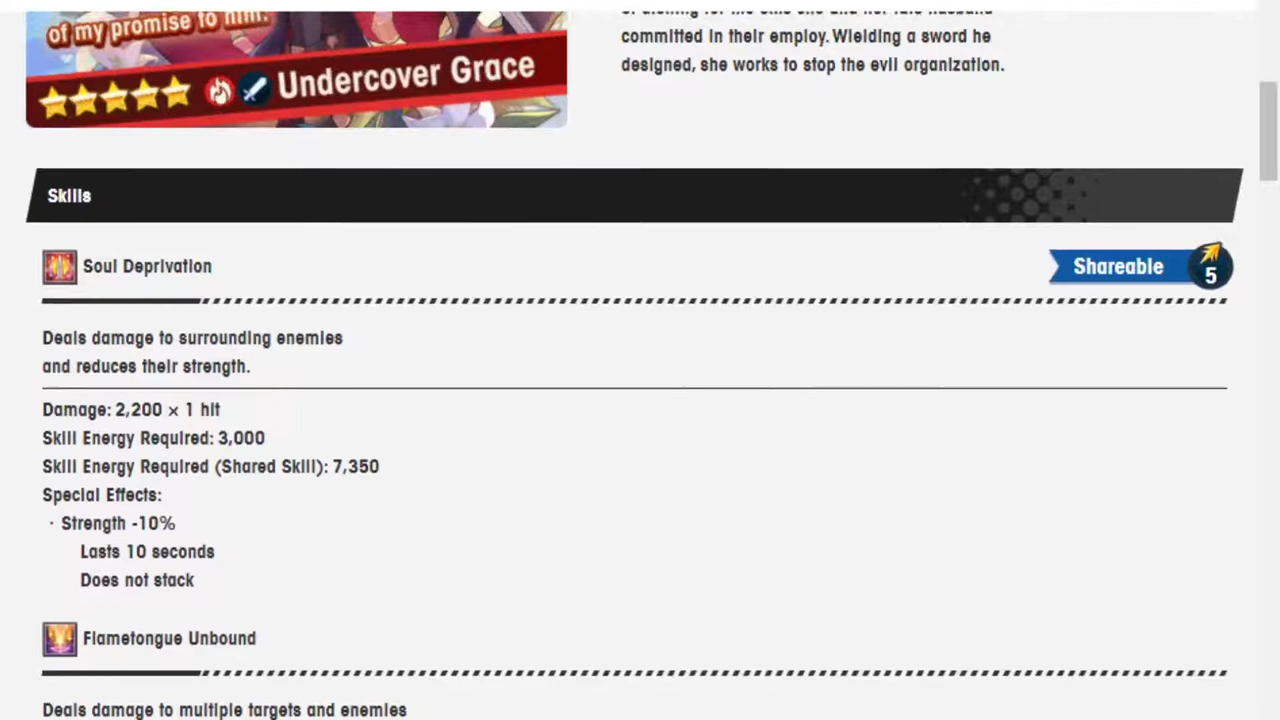 of my promise to him.
Undercover Grace
committed in their employ. Wielding a sword he
designed, she works to stop the evil organization.
Skills
Soul Deprivation
Shareable
5
Deals damage to surrounding enemies
and reduces their strength.
Damage: 2,200 × 1 hit
Skill Energy Required: 3,000
Skill Energy Required (Shared Skill): 7,350
Special Effects:
· Strength -10%
Lasts 10 seconds
Does not stack
Flametongue Unbound
Deals damage to multiple targets and enemies